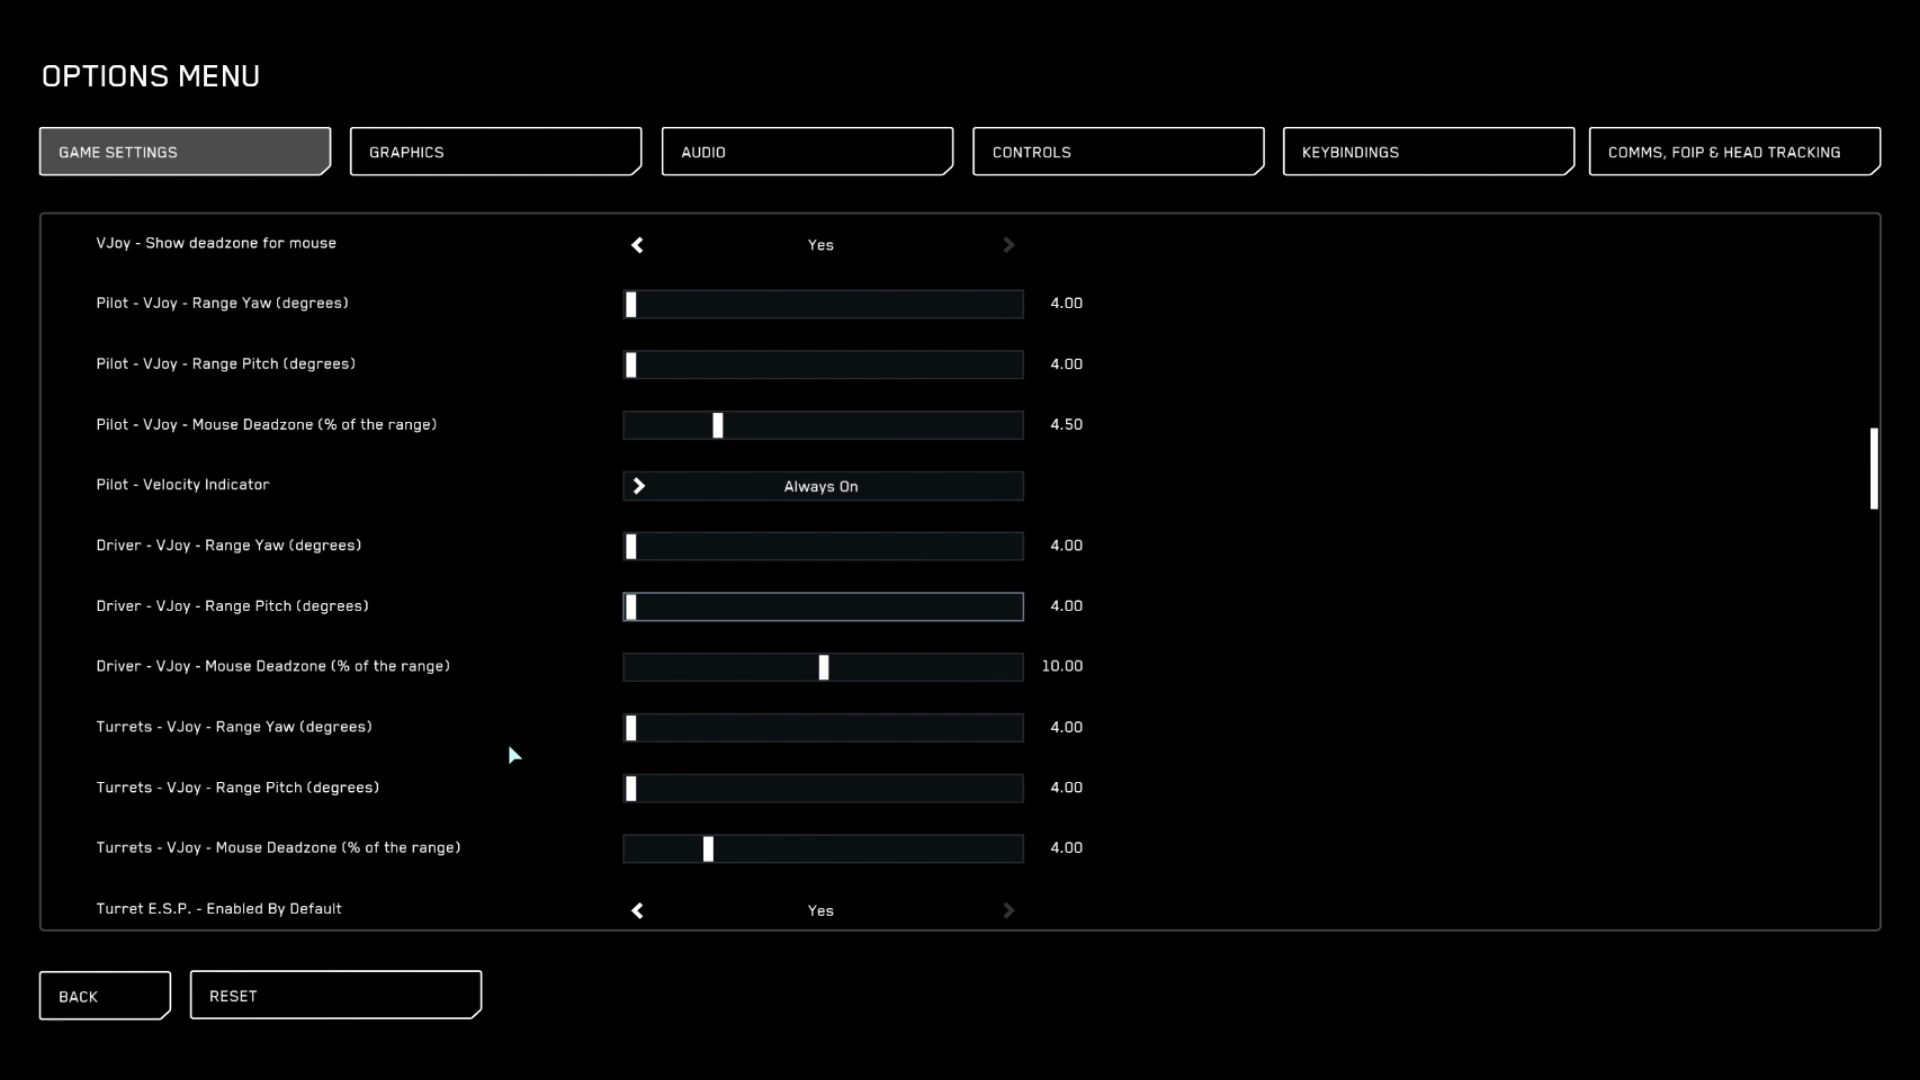 OPTIONS MENU
GAME SETTINGS
GRAPHICS
AUDIO
CONTROLS
KEYBINDINGS
COMMS, FOIP & HEAD TRACKING
VJoy - Show deadzone for mouse
Yes
Pilot - VJoy - Range Yaw (degrees)
4.00
Pilot - VJoy - Range Pitch (degrees)
4.00
Pilot - VJoy - Mouse Deadzone (% of the range)
4.50
Pilot - Velocity Indicator
Always On
Driver - VJoy - Range Yaw (degrees)
4.00
Driver - VJoy - Range Pitch (degrees)
4.00
Driver - VJoy - Mouse Deadzone (% of the range)
10.00
Turrets - VJoy - Range Yaw (degrees)
4.00
Turrets - VJoy - Range Pitch (degrees)
4.00
Turrets - VJoy - Mouse Deadzone (% of the range)
4.00
Turret E.S.P. - Enabled By Default
Yes
BACK
RESET